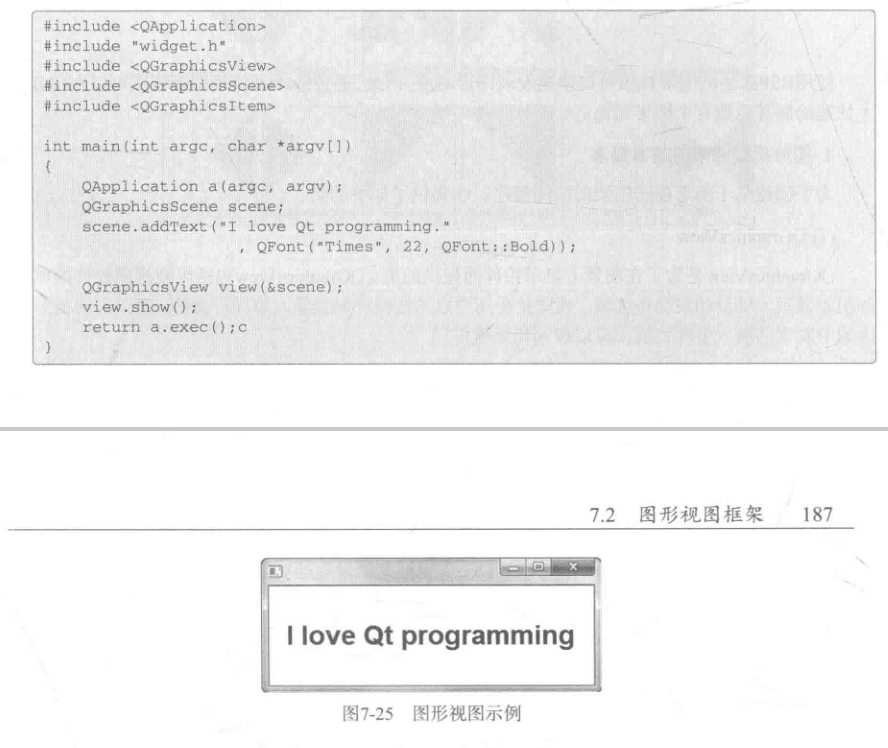 #include <QApplication>
#include "widget.h"
#include <QGraphicsView>
#include <QGraphicsScene>
#include <QGraphicsItem>
int main(int argc, char *argv[])
{
    QApplication a(argc, argv);
    QGraphicsScene scene;
    scene.addText("I love Qt programming."
                    , QFont("Times", 22, QFont::Bold));
    QGraphicsView view(&scene);
    view.show();
    return a.exec();c
}
7.2 图形视图框架 187
I love Qt programming
图7-25 图形视图示例